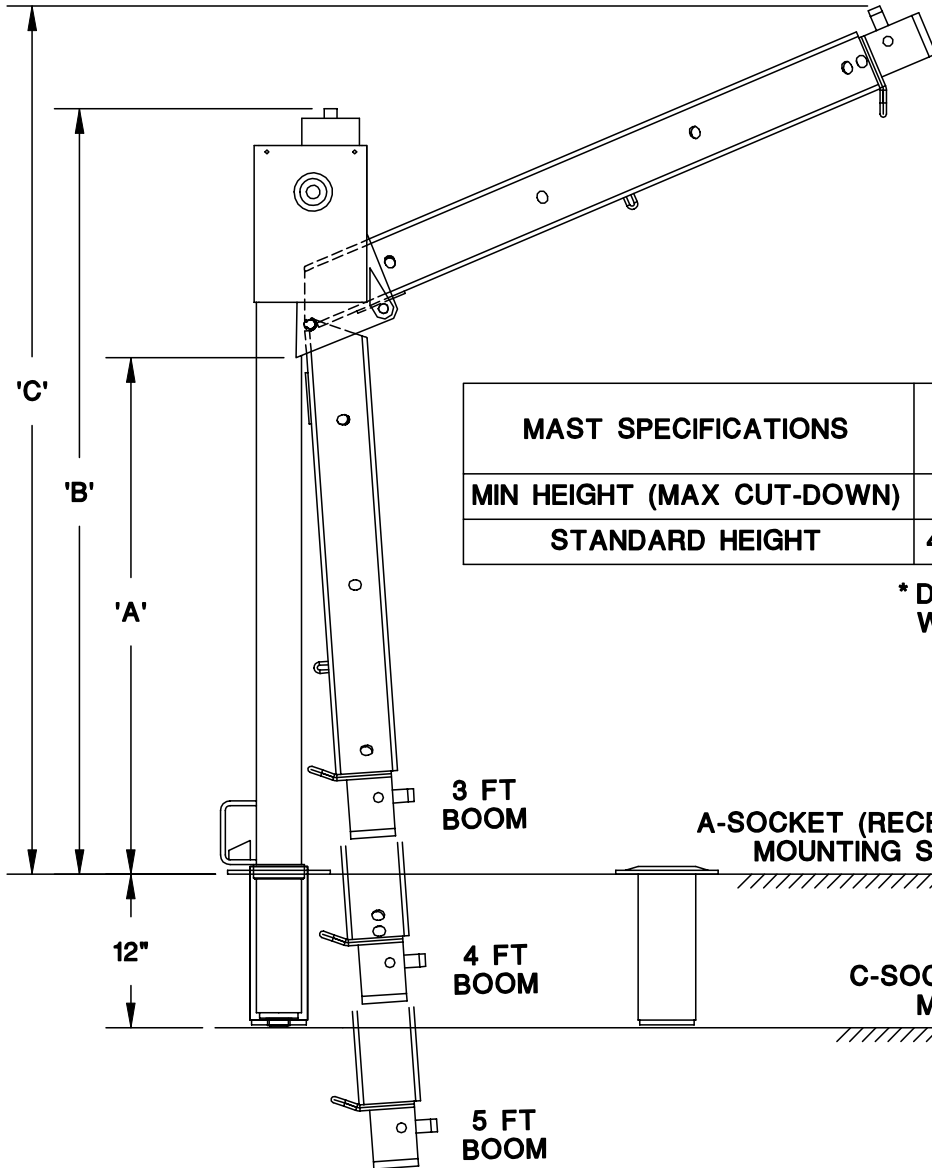 'C'
'B'
'A'
12"
MAST SPECIFICATIONS
MIN HEIGHT (MAX CUT-DOWN)
STANDARD HEIGHT
3 FT
BOOM
MOUNTING
4 FT
BOOM
5 FT
BOOM
A-SOCKET